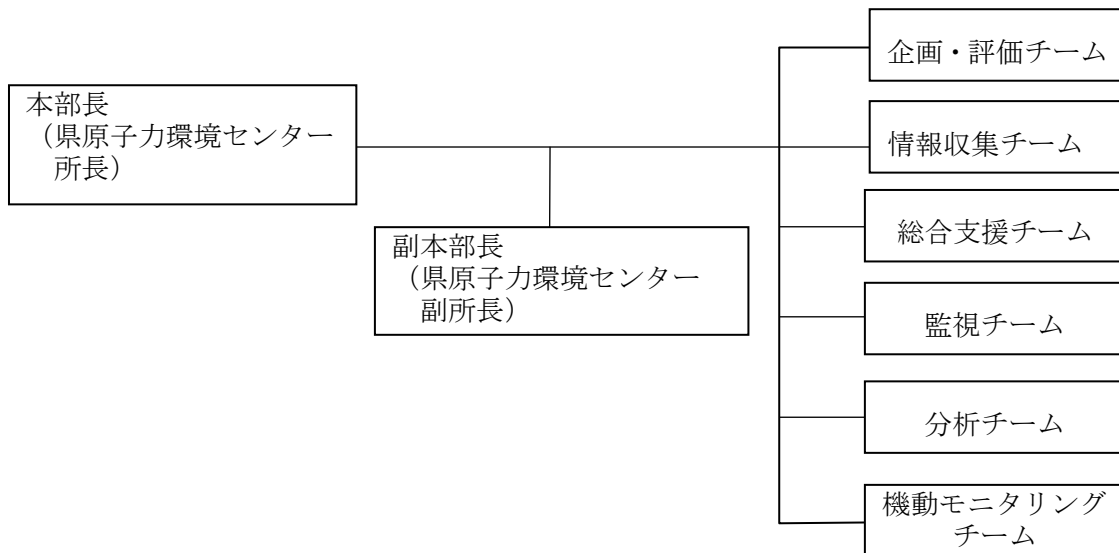 本部長
（県原子力環境センター
所長）
副本部長
（県原子力環境センター
副所長）
企画・評価チーム
情報収集チーム
総合支援チーム
監視チーム
分析チーム
機動モニタリング
チーム